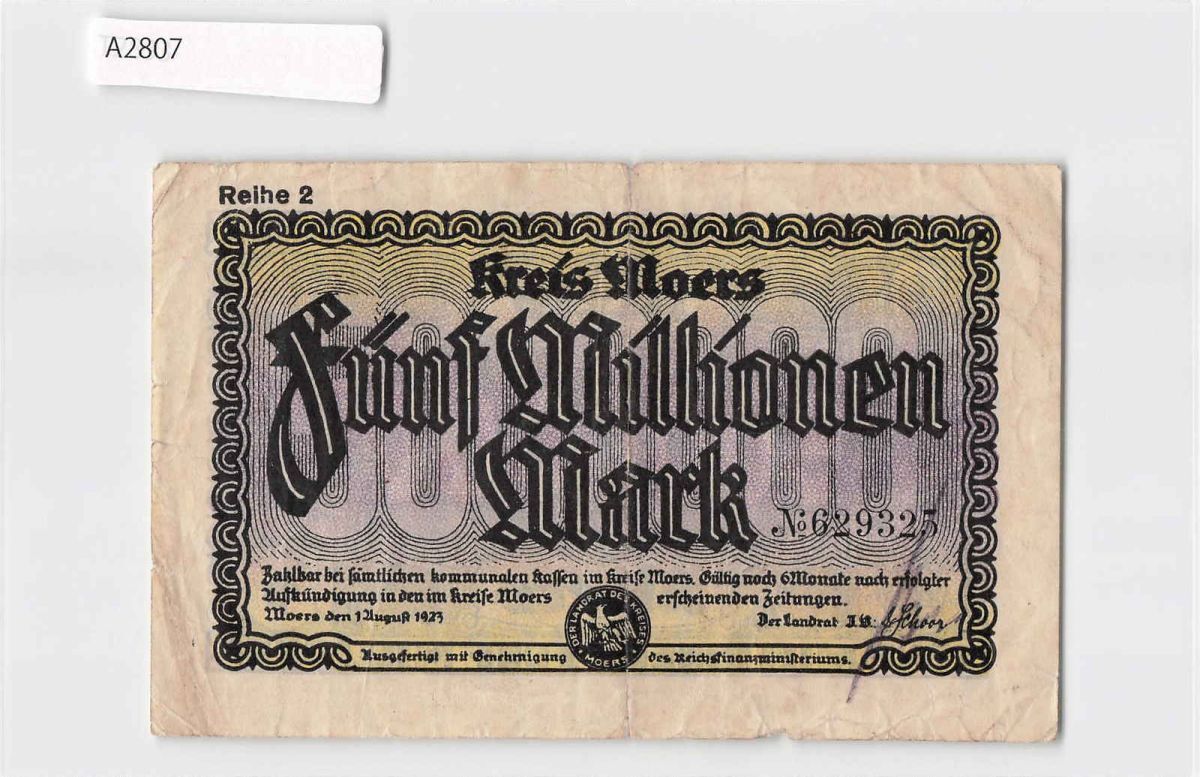 A2807
Reihe 2
Kreis Moers
Fünf Millionen
Mark
№ 629325
Zahlbar bei sämtlichen kommunalen Kassen im Kreise Moers. Gültig noch 6 Monate nach erfolgter
Aufkündigung in den im Kreise Moers erscheinenden Zeitungen.
Moers den 1 August 1923
Der Landrat I.V: Schoor
DER LANDRAT DES KREISES
MOERS
Ausgefertigt mit Genehmigung des Reichsfinanzministeriums.